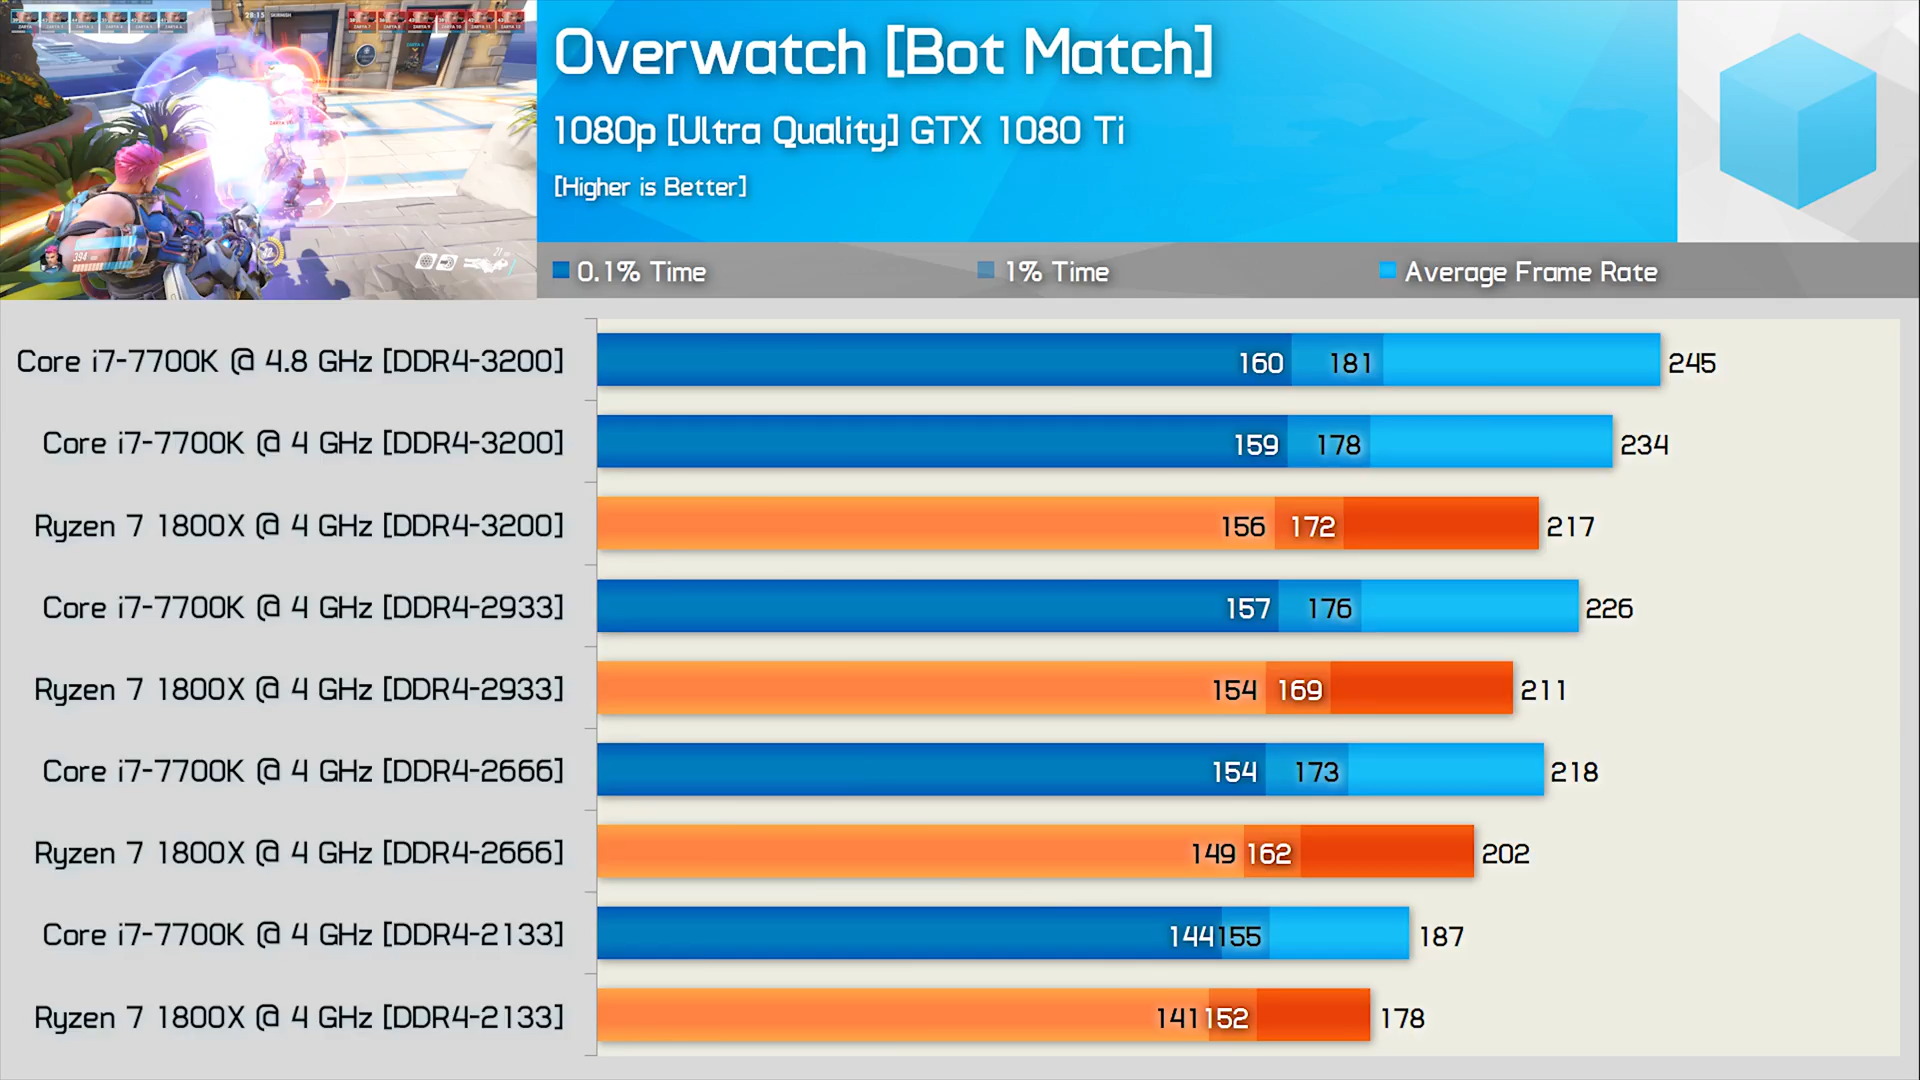 Overwatch [Bot Match]
1080p [Ultra Quality] GTX 1080 Ti
[Higher is Better]
0.1% Time 1% Time Average Frame Rate
Core i7-7700K @ 4.8 GHz [DDR4-3200] 160 181 245
Core i7-7700K @ 4 GHz [DDR4-3200] 159 178 234
Ryzen 7 1800X @ 4 GHz [DDR4-3200] 156 172 217
Core i7-7700K @ 4 GHz [DDR4-2933] 157 176 226
Ryzen 7 1800X @ 4 GHz [DDR4-2933] 154 169 211
Core i7-7700K @ 4 GHz [DDR4-2666] 154 173 218
Ryzen 7 1800X @ 4 GHz [DDR4-2666] 149 162 202
Core i7-7700K @ 4 GHz [DDR4-2133] 144 155 187
Ryzen 7 1800X @ 4 GHz [DDR4-2133] 141 152 178